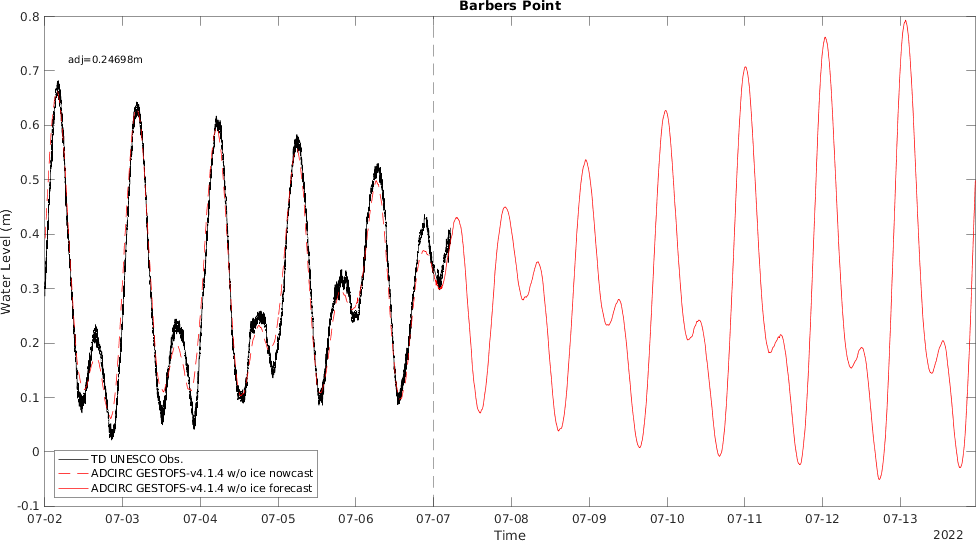 Barbers Point
adj=0.24698m
Water Level (m)
0.8
0.7
0.6
0.5
0.4
0.3
0.2
0.1
0
-0.1
TD UNESCO Obs.
ADCIRC GESTOFS-v4.1.4 w/o ice nowcast
ADCIRC GESTOFS-v4.1.4 w/o ice forecast
07-02 07-03 07-04 07-05 07-06 07-07 07-08 07-09 07-10 07-11 07-12 07-13
Time
2022